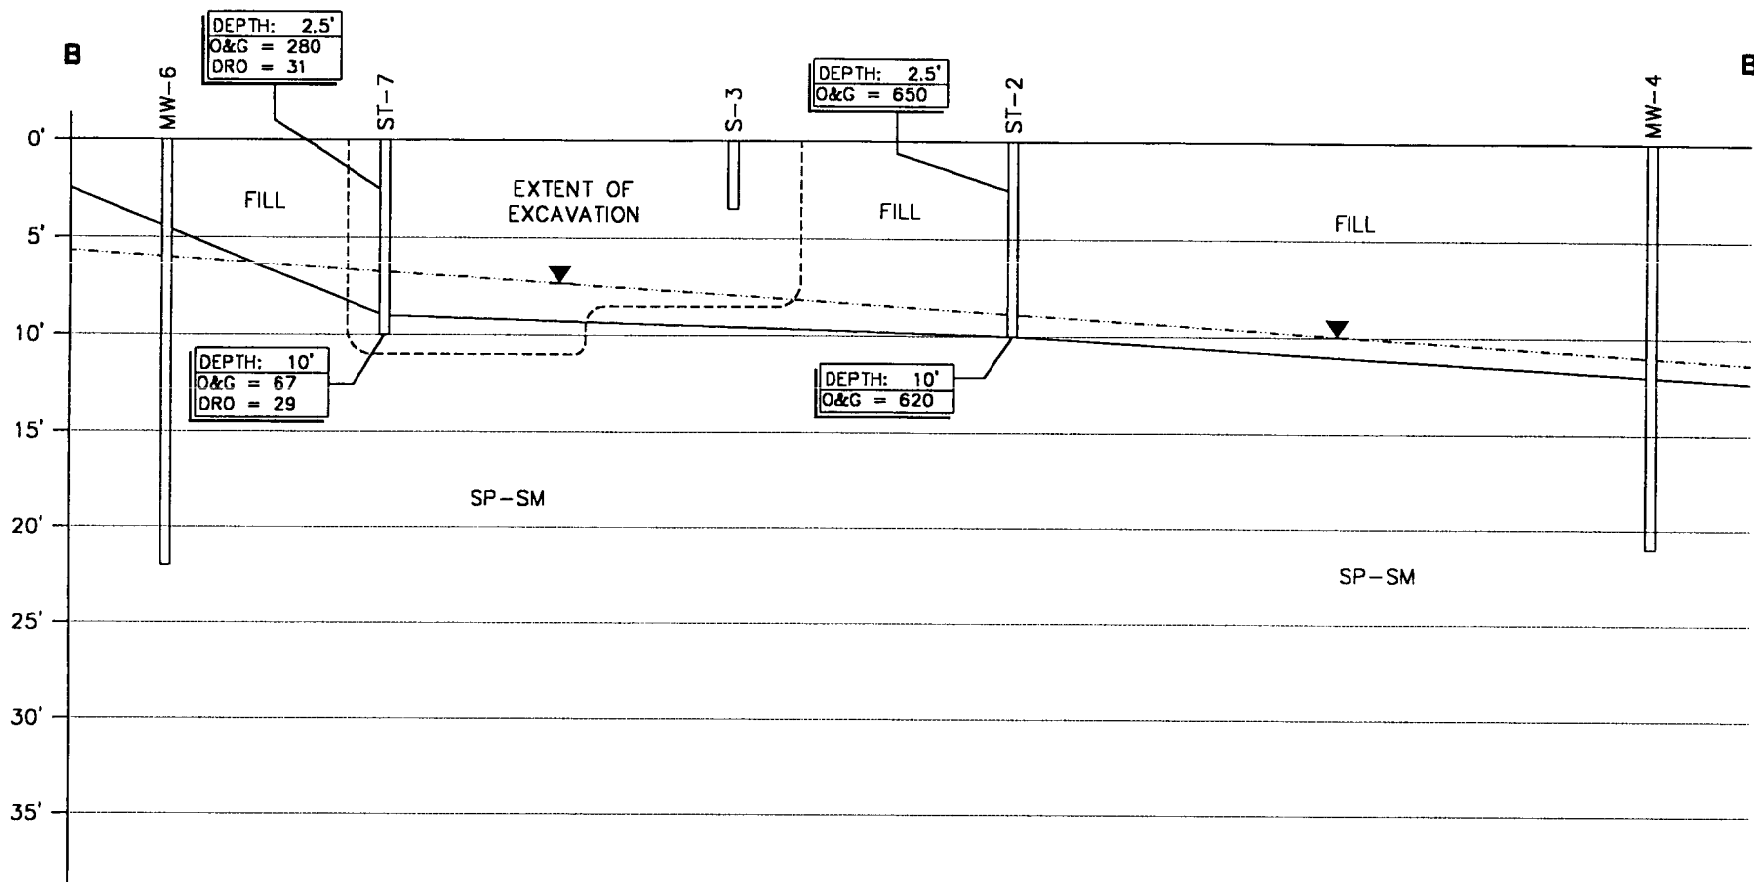 DEPTH: 2.5'
O&G = 280
DRO = 31
B
MW-6
ST-7
S-3
DEPTH: 2.5'
O&G = 650
ST-2
MW-4
0'
FILL
EXTENT OF
EXCAVATION
FILL
FILL
5'
10'
DEPTH: 10'
O&G = 67
DRO = 29
DEPTH: 10'
O&G = 620
15'
SP-SM
20'
SP-SM
25'
30'
35'